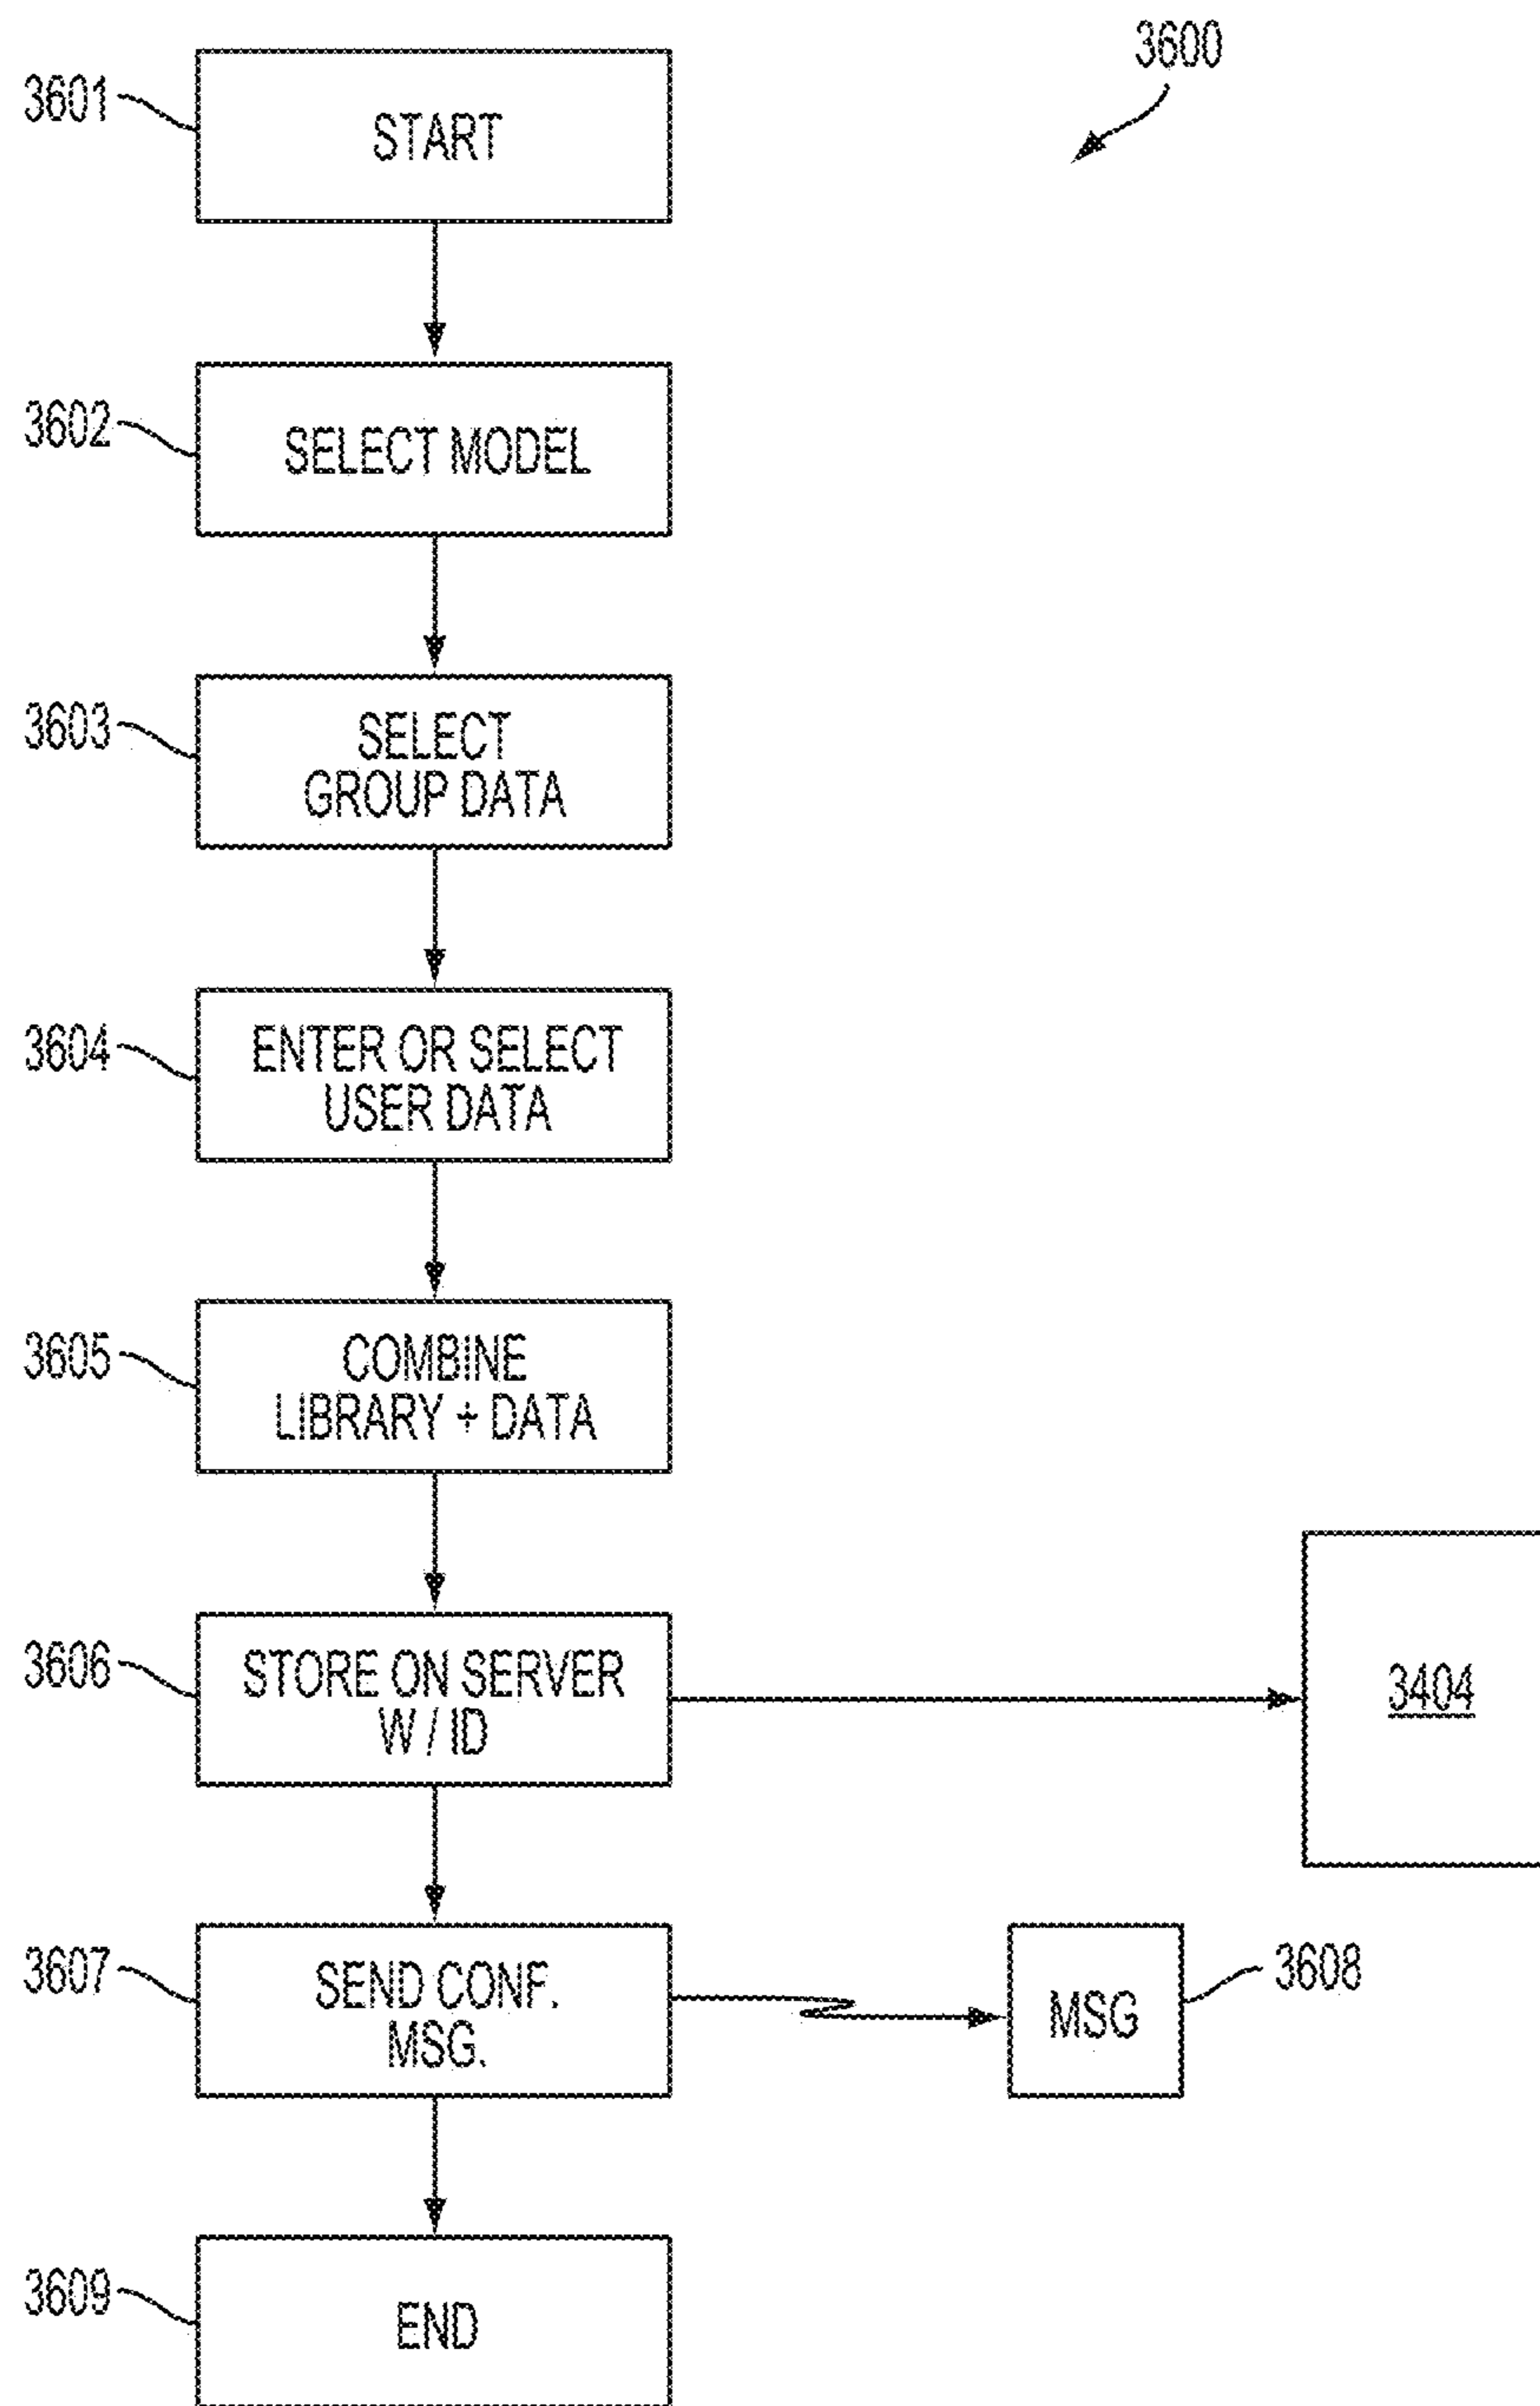 3600
3601
START
3602
SELECT MODEL
3603
SELECT
GROUP DATA
3604
ENTER OR SELECT
USER DATA
3605
COMBINE
LIBRARY + DATA
3606
STORE ON SERVER
W / ID
3404
3607
SEND CONF.
MSG.
MSG
3608
3609
END